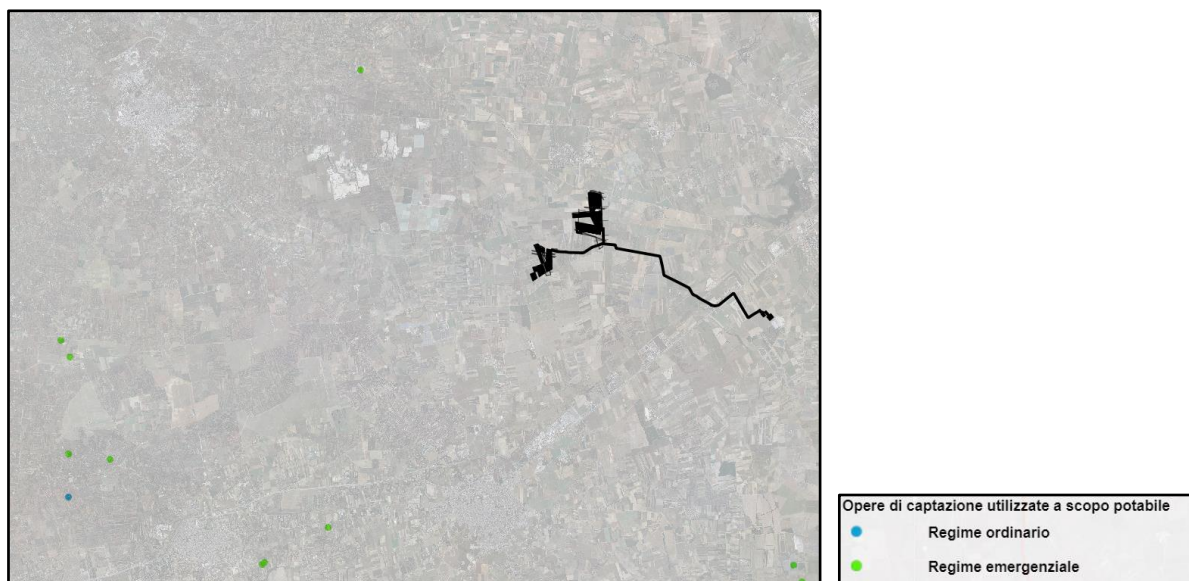 Opere di captazione utilizzate a scopo potabile
Regime ordinario
Regime emergenziale